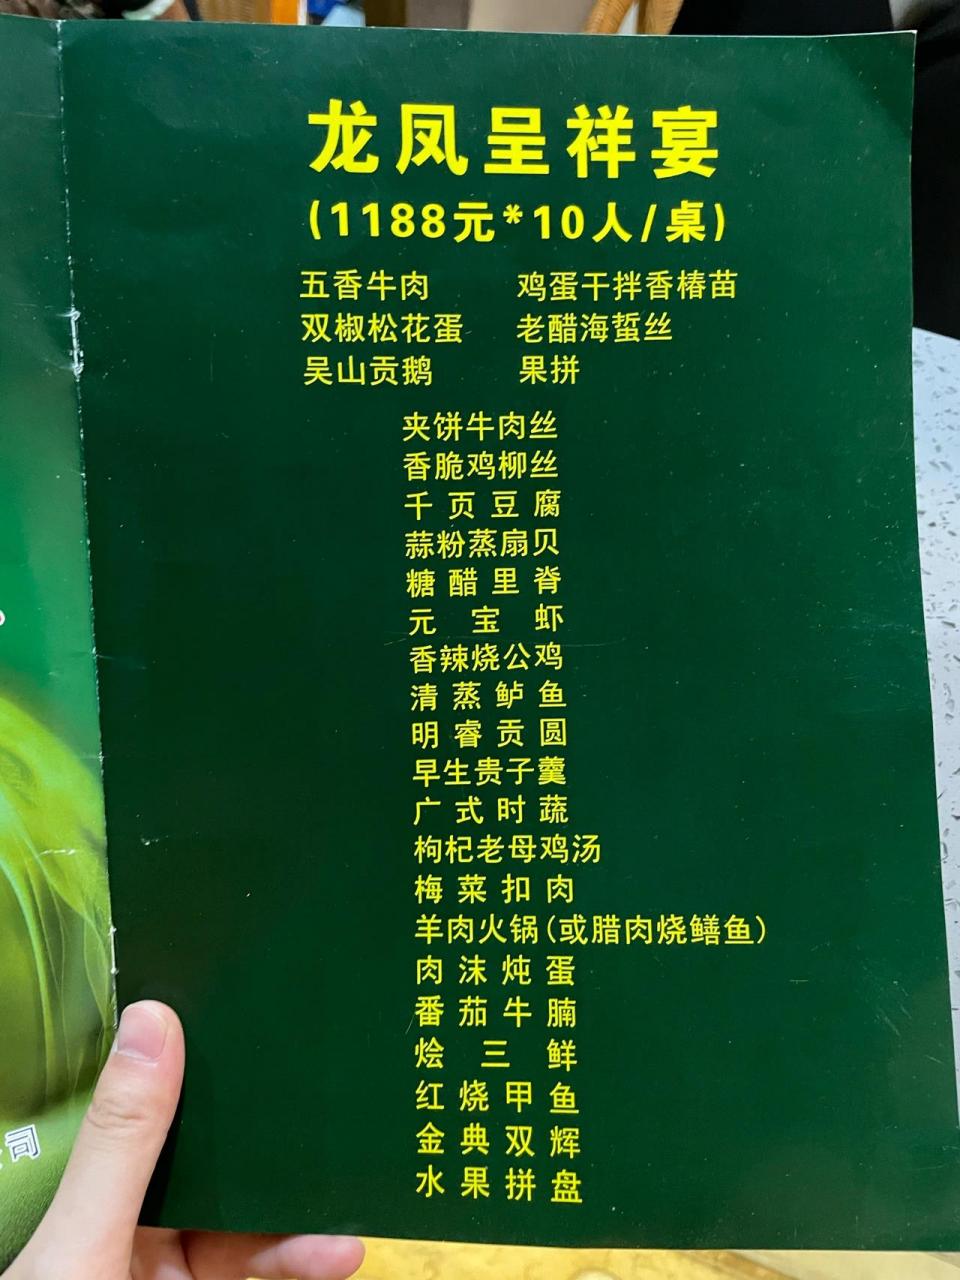 龙凤呈祥宴
(1188元*10人/桌)
五香牛肉 鸡蛋干拌香椿苗
双椒松花蛋 老醋海蜇丝
吴山贡鹅 果拼
夹饼牛肉丝
香脆鸡柳丝
千页豆腐
蒜粉蒸扇贝
糖醋里脊
元宝虾
香辣烧公鸡
清蒸鲈鱼
明睿贡圆
早生贵子羹
广式时蔬
枸杞老母鸡汤
梅菜扣肉
羊肉火锅(或腊肉烧鳝鱼)
肉沫炖蛋
番茄牛腩
烩三鲜
红烧甲鱼
金典双辉
水果拼盘
司